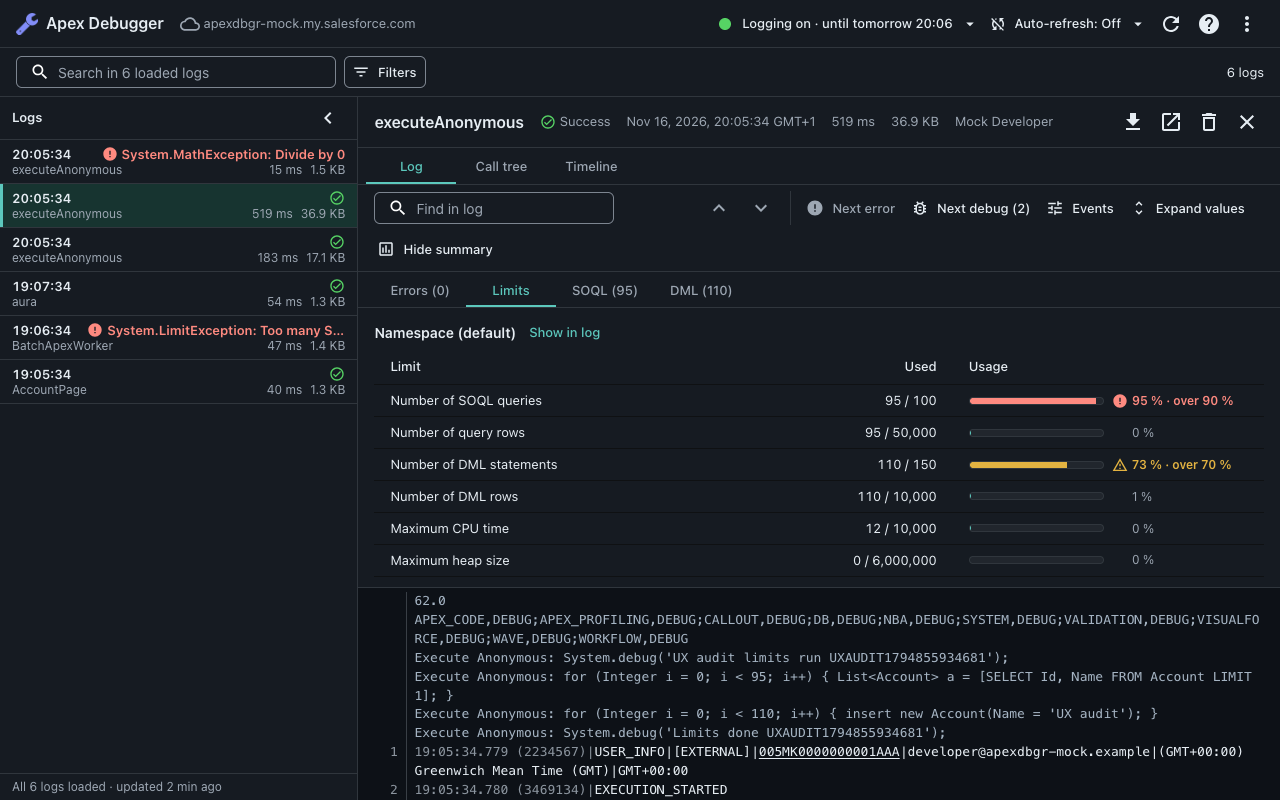 Apex Debugger apexdbgr-mock.my.salesforce.com Logging on · until tomorrow 20:06 Auto-refresh: Off
Search in 6 loaded logs Filters 6 logs
Logs
20:05:34 System.MathException: Divide by 0
executeAnonymous 15 ms 1.5 KB
20:05:34
executeAnonymous 519 ms 36.9 KB
20:05:34
executeAnonymous 183 ms 17.1 KB
19:07:34
aura 54 ms 1.3 KB
19:06:34 System.LimitException: Too many S...
BatchApexWorker 47 ms 1.4 KB
19:05:34
AccountPage 40 ms 1.3 KB
All 6 logs loaded · updated 2 min ago
executeAnonymous Success Nov 16, 2026, 20:05:34 GMT+1 519 ms 36.9 KB Mock Developer
Log Call tree Timeline
Find in log Next error Next debug (2) Events Expand values
Hide summary
Errors (0) Limits SOQL (95) DML (110)
Namespace (default) Show in log
Limit Used Usage
Number of SOQL queries 95 / 100 95 % · over 90 %
Number of query rows 95 / 50,000 0 %
Number of DML statements 110 / 150 73 % · over 70 %
Number of DML rows 110 / 10,000 1 %
Maximum CPU time 12 / 10,000 0 %
Maximum heap size 0 / 6,000,000 0 %
62.0
APEX_CODE,DEBUG;APEX_PROFILING,DEBUG;CALLOUT,DEBUG;DB,DEBUG;NBA,DEBUG;SYSTEM,DEBUG;VALIDATION,DEBUG;VISUALFO
RCE,DEBUG;WAVE,DEBUG;WORKFLOW,DEBUG
Execute Anonymous: System.debug('UX audit limits run UXAUDIT1794855934681');
Execute Anonymous: for (Integer i = 0; i < 95; i++) { List<Account> a = [SELECT Id, Name FROM Account LIMIT
1]; }
Execute Anonymous: for (Integer i = 0; i < 110; i++) { insert new Account(Name = 'UX audit'); }
Execute Anonymous: System.debug('Limits done UXAUDIT1794855934681');
1 19:05:34.779 (2234567)|USER_INFO|[EXTERNAL]|005MK0000000001AAA|developer@apexdbgr-mock.example|(GMT+00:00)
Greenwich Mean Time (GMT)|GMT+00:00
2 19:05:34.780 (3469134)|EXECUTION_STARTED